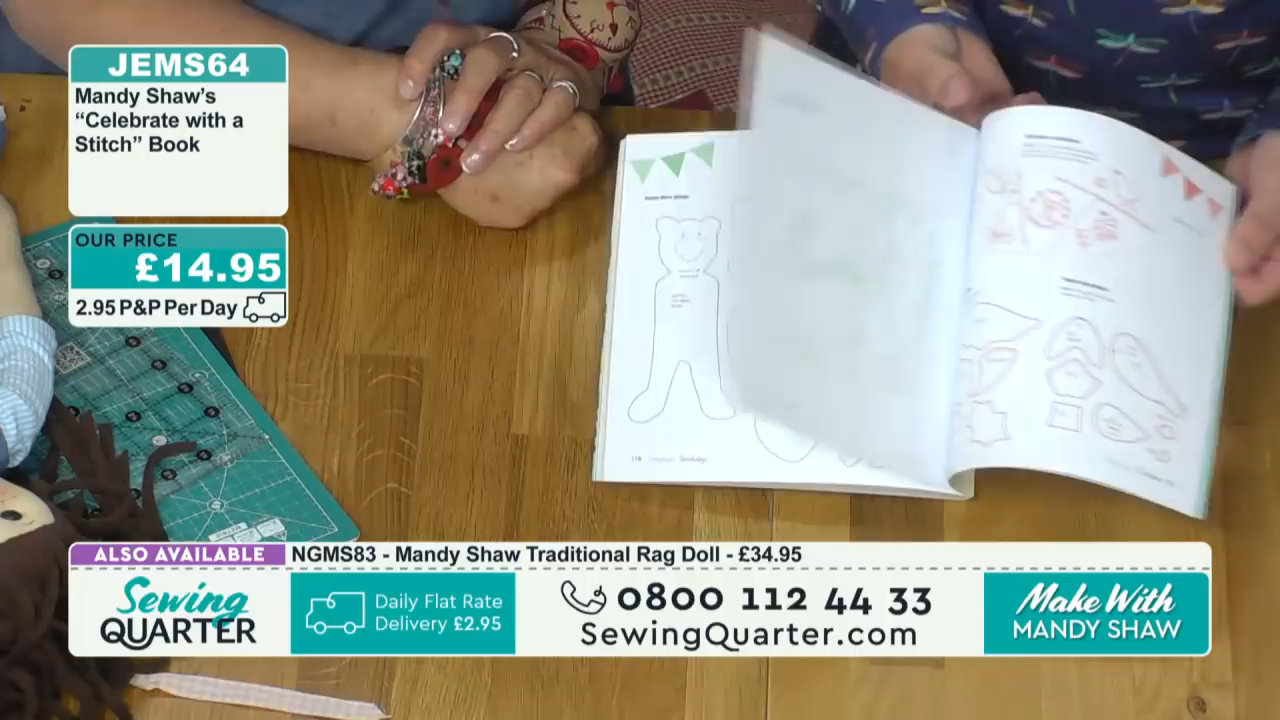 JEMS64
Mandy Shaw's
"Celebrate with a
Stitch" Book
OUR PRICE
£14.95
2.95 P&P Per Day
ALSO AVAILABLE
NGMS83 - Mandy Shaw Traditional Rag Doll - £34.95
Sewing
QUARTER
Daily Flat Rate
Delivery £2.95
0800 112 44 33
SewingQuarter.com
Make With
MANDY SHAW